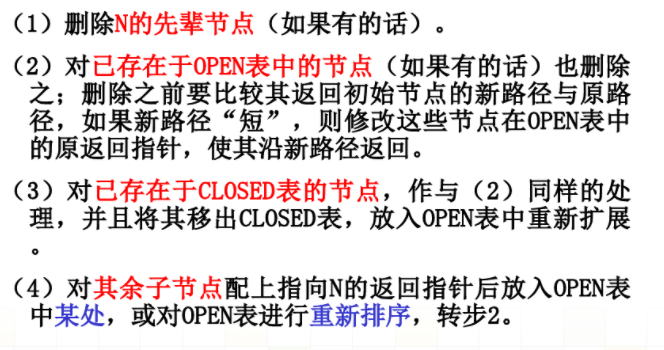 (1)删除N的先辈节点(如果有的话)。
(2)对已存在于OPEN表中的节点(如果有的话)也删除
之;删除之前要比较其返回初始节点的新路径与原路
径,如果新路径“短”,则修改这些节点在OPEN表中
的原返回指针,使其沿新路径返回。
(3)对已存在于CLOSED表的节点,作与(2)同样的处
理,并且将其移出CLOSED表,放入OPEN表中重新扩展
。
(4)对其余子节点配上指向N的返回指针后放入OPEN表
中某处,或对OPEN表进行重新排序,转步2。